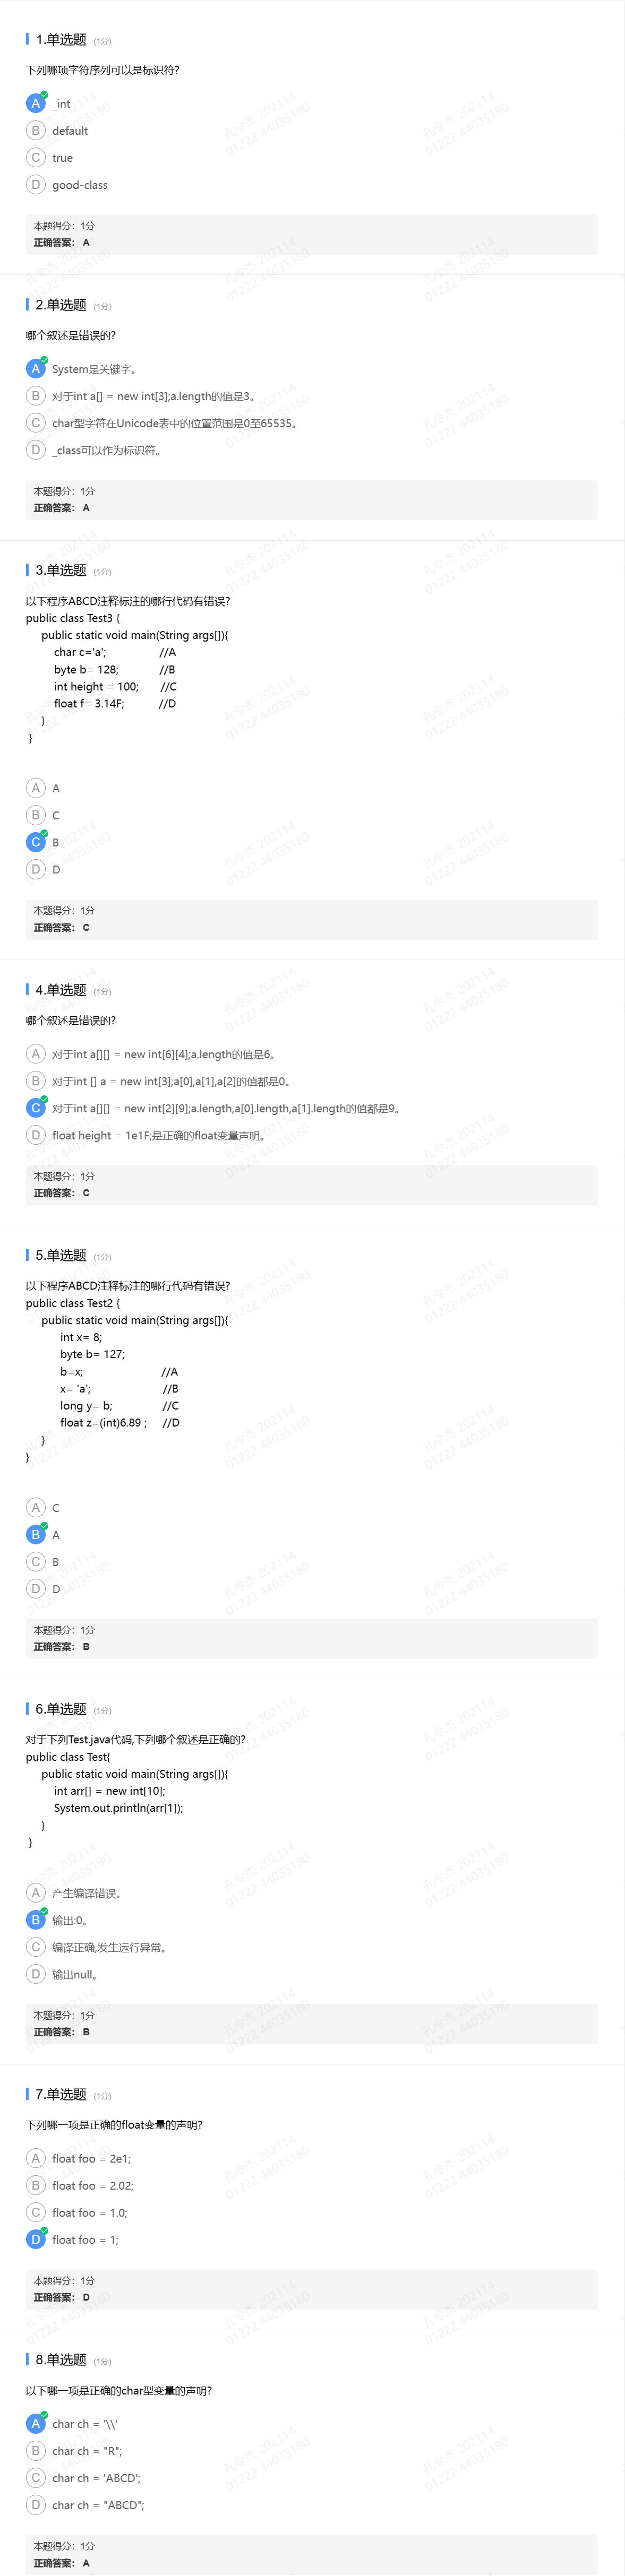 1.单选题 (1分)
下列哪项字符序列可以是标识符?
A _int
B default
C true
D good-class
本题得分：1分
正确答案： A
2.单选题 (1分)
哪个叙述是错误的?
A System是关键字。
B 对于int a[] = new int[3];a.length的值是3。
C char型字符在Unicode表中的位置范围是0至65535。
D _class可以作为标识符。
本题得分：1分
正确答案： A
3.单选题 (1分)
以下程序ABCD注释标注的哪行代码有错误?
public class Test3 {
public static void main(String args[]){
char c='a'; //A
byte b= 128; //B
int height = 100; //C
float f= 3.14F; //D
}
}
A A
B C
C B
D D
本题得分：1分
正确答案： C
4.单选题 (1分)
哪个叙述是错误的?
A 对于int a[][] = new int[6][4];a.length的值是6。
B 对于int [] a = new int[3];a[0],a[1],a[2]的值都是0。
C 对于int a[][] = new int[2][9];a.length,a[0].length,a[1].length的值都是9。
D float height = 1e1F;是正确的float变量声明。
本题得分：1分
正确答案： C
5.单选题 (1分)
以下程序ABCD注释标注的哪行代码有错误?
public class Test2 {
public static void main(String args[]){
int x= 8;
byte b= 127;
b=x; //A
x= 'a'; //B
long y= b; //C
float z=(int)6.89 ; //D
}
}
A C
B A
C B
D D
本题得分：1分
正确答案： B
6.单选题 (1分)
对于下列Test.java代码,下列哪个叙述是正确的?
public class Test{
public static void main(String args[]){
int arr[] = new int[10];
System.out.println(arr[1]);
}
}
A 产生编译错误。
B 输出:0。
C 编译正确,发生运行异常。
D 输出null。
本题得分：1分
正确答案： B
7.单选题 (1分)
下列哪一项是正确的float变量的声明?
A float foo = 2e1;
B float foo = 2.02;
C float foo = 1.0;
D float foo = 1;
本题得分：1分
正确答案： D
8.单选题 (1分)
以下哪一项是正确的char型变量的声明?
A char ch = '\\'
B char ch = "R";
C char ch = 'ABCD';
D char ch = "ABCD";
本题得分：1分
正确答案： A
孔令杰 202114
01222 44035180